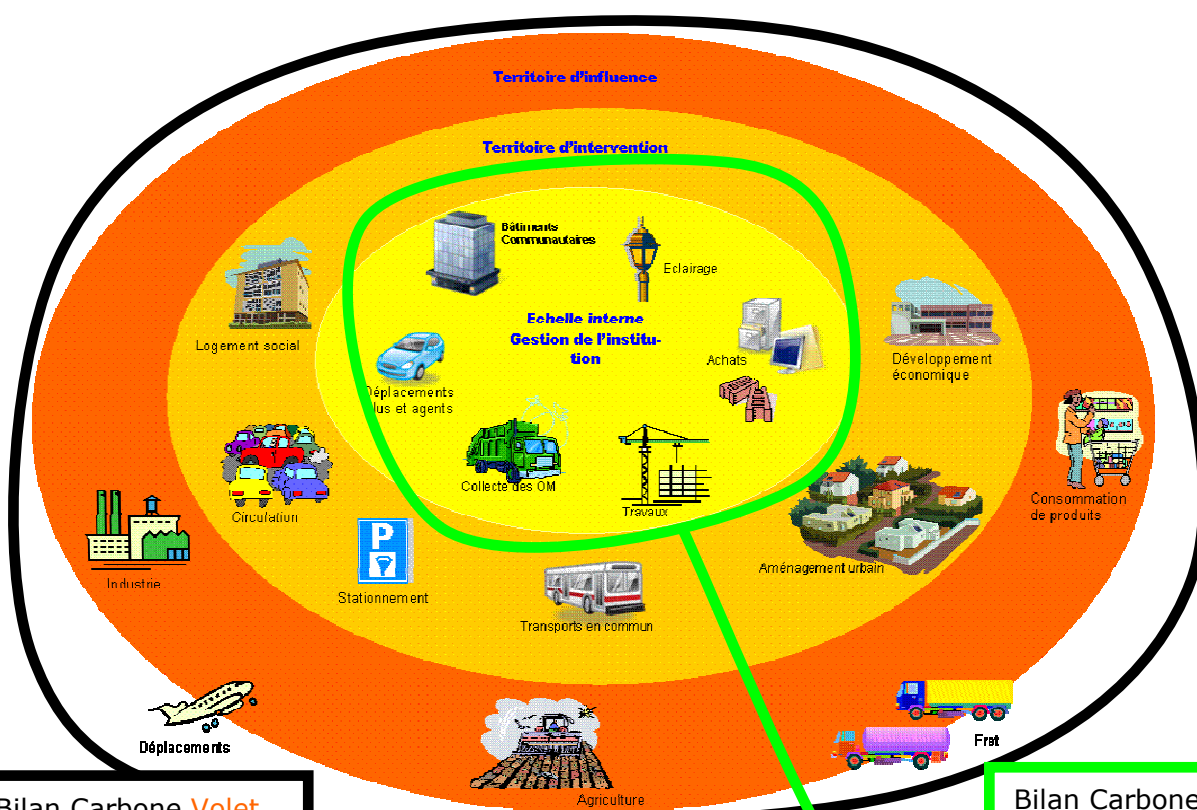 Territoire d'influence
Territoire d'intervention
Bâtiments
Communautaires
Eclairage
Echelle interne
Gestion de l'institu-
tion
Logement social
Achats
Développement
économique
Déplacements
élus et agents
Collecte des OM
Travaux
Circulation
Consommation
de produits
Industrie
P
Stationnement
Aménagement urbain
Transports en commun
Déplacements
Fret
Agriculture
Bilan Carbone Volet
Bilan Carbone